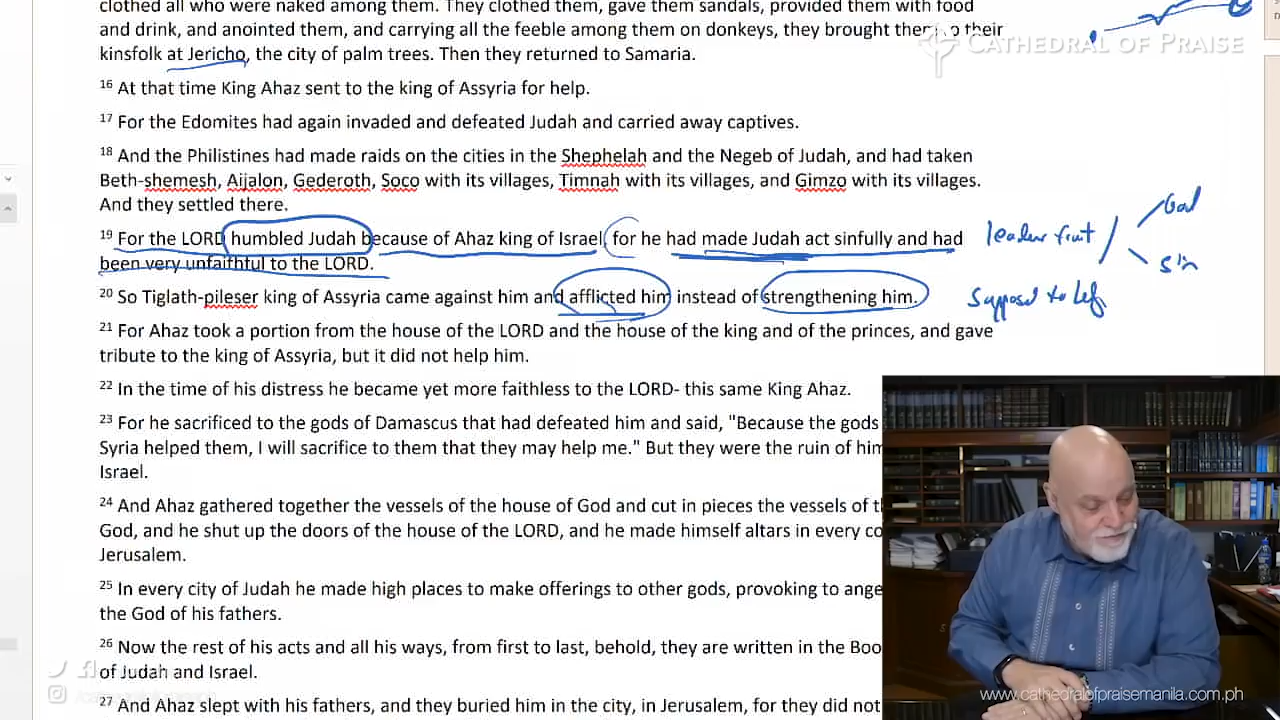 clothed all who were naked among them. They clothed them, gave them sandals, provided them with food
and drink, and anointed them, and carrying all the feeble among them on donkeys, they brought them to their
kinsfolk at Jericho, the city of palm trees. Then they returned to Samaria.
CATHEDRAL OF PRAISE
16 At that time King Ahaz sent to the king of Assyria for help.
17 For the Edomites had again invaded and defeated Judah and carried away captives.
18 And the Philistines had made raids on the cities in the Shephelah and the Negeb of Judah, and had taken
Beth-shemesh, Aijalon, Gederoth, Soco with its villages, Timnah with its villages, and Gimzo with its villages.
And they settled there.
19 For the LORD humbled Judah because of Ahaz king of Israel, for he had made Judah act sinfully and had
been very unfaithful to the LORD.
leader
God
sin
20 So Tiglath-pileser king of Assyria came against him and afflicted him instead of strengthening him.
supposed to
21 For Ahaz took a portion from the house of the LORD and the house of the king and of the princes, and gave
tribute to the king of Assyria, but it did not help him.
22 In the time of his distress he became yet more faithless to the LORD- this same King Ahaz.
23 For he sacrificed to the gods of Damascus that had defeated him and said, "Because the gods
Syria helped them, I will sacrifice to them that they may help me." But they were the ruin of him
Israel.
24 And Ahaz gathered together the vessels of the house of God and cut in pieces the vessels of
God, and he shut up the doors of the house of the LORD, and he made himself altars in every co
Jerusalem.
25 In every city of Judah he made high places to make offerings to other gods, provoking to ange
the God of his fathers.
26 Now the rest of his acts and all his ways, from first to last, behold, they are written in the Boo
of Judah and Israel.
27 And Ahaz slept with his fathers, and they buried him in the city, in Jerusalem, for they did not
www.cathedralofpraisemanila.com.ph